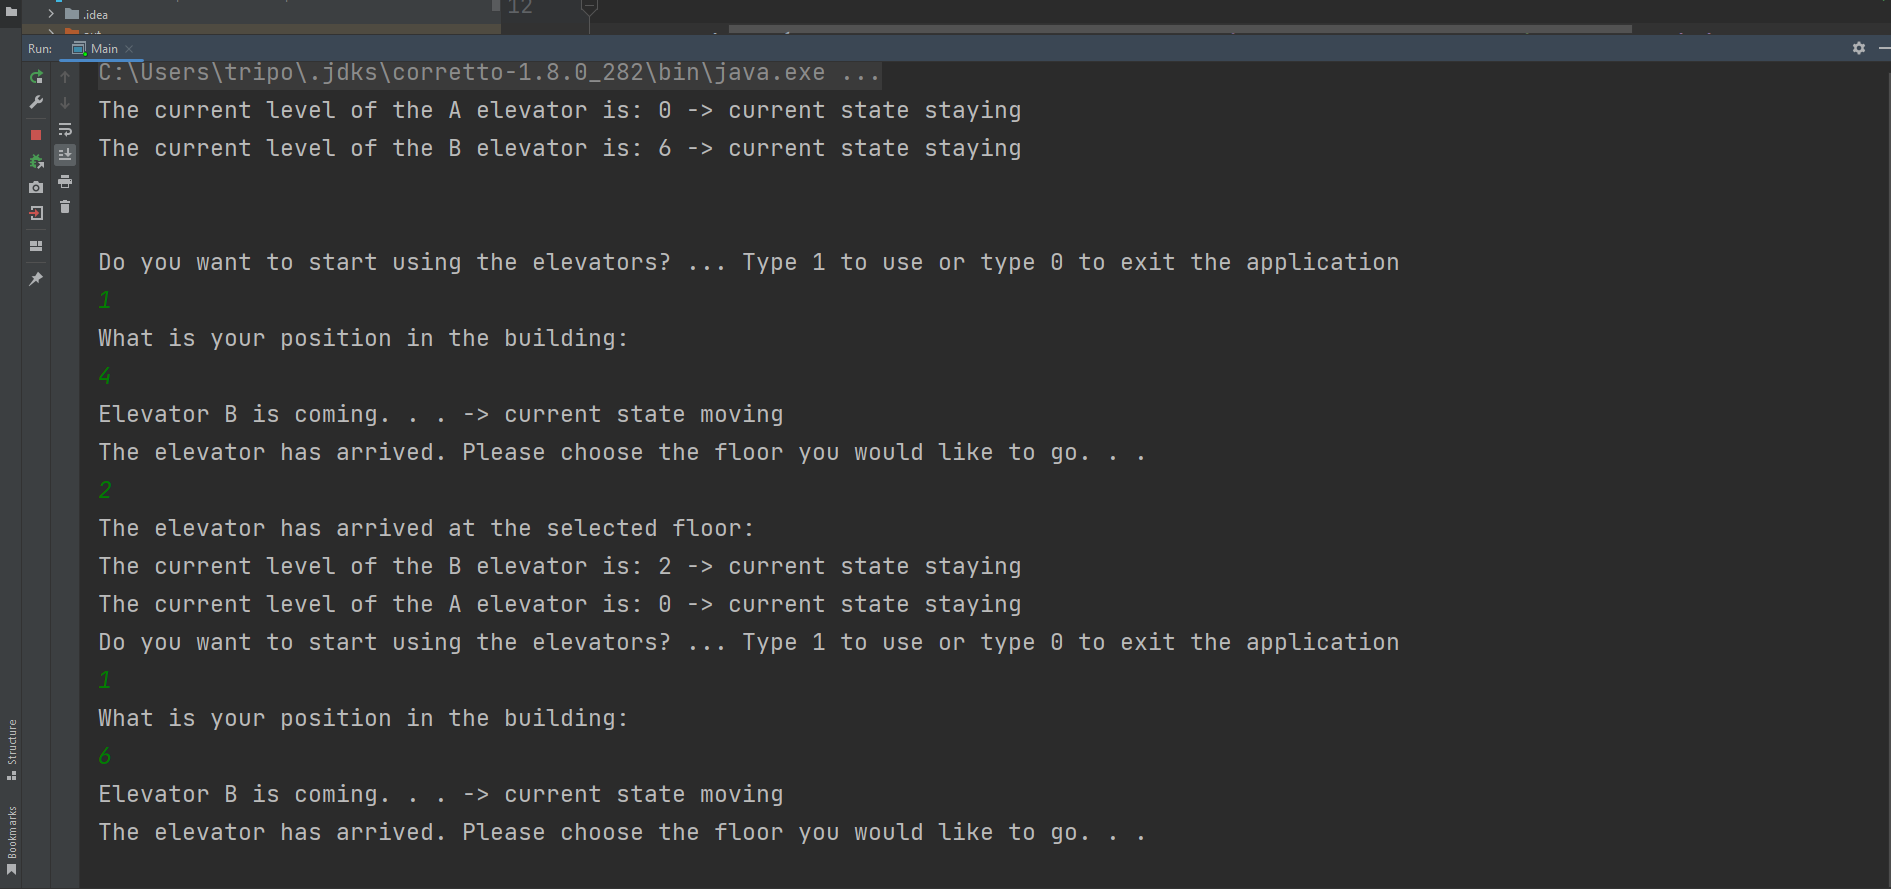 .idea
12
Run: Main
C:\Users\tripo\.jdks\corretto-1.8.0_282\bin\java.exe ...
The current level of the A elevator is: 0 -> current state staying
The current level of the B elevator is: 6 -> current state staying
Do you want to start using the elevators? ... Type 1 to use or type 0 to exit the application
1
What is your position in the building:
4
Elevator B is coming. . . -> current state moving
The elevator has arrived. Please choose the floor you would like to go. . .
2
The elevator has arrived at the selected floor:
The current level of the B elevator is: 2 -> current state staying
The current level of the A elevator is: 0 -> current state staying
Do you want to start using the elevators? ... Type 1 to use or type 0 to exit the application
1
What is your position in the building:
6
Elevator B is coming. . . -> current state moving
The elevator has arrived. Please choose the floor you would like to go. . .
Structure
Bookmarks